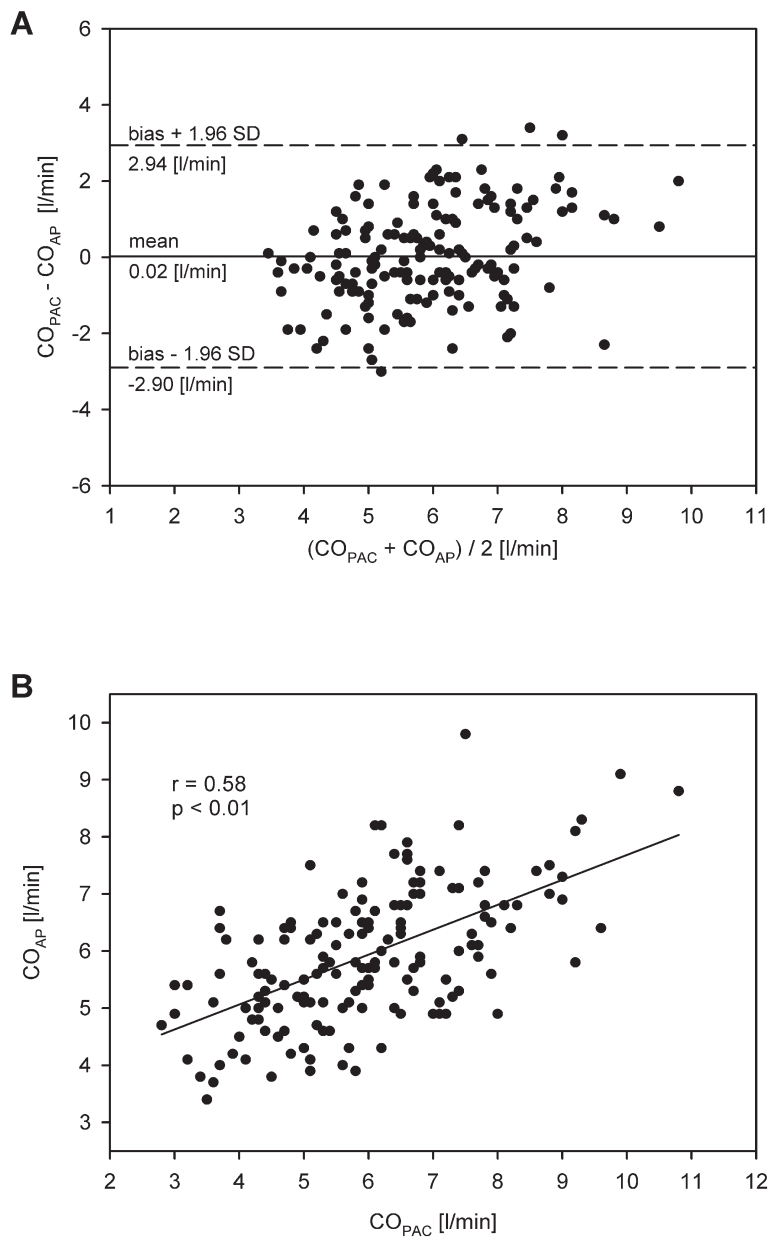 A
6
4
2
0
-2
-4
-6
CO_PAC - CO_AP [l/min]
bias + 1.96 SD
2.94 [l/min]
mean
0.02 [l/min]
bias - 1.96 SD
-2.90 [l/min]
1 2 3 4 5 6 7 8 9 10 11
(CO_PAC + CO_AP) / 2 [l/min]
B
10
9
8
7
6
5
4
3
CO_AP [l/min]
r = 0.58
p < 0.01
2 3 4 5 6 7 8 9 10 11 12
CO_PAC [l/min]